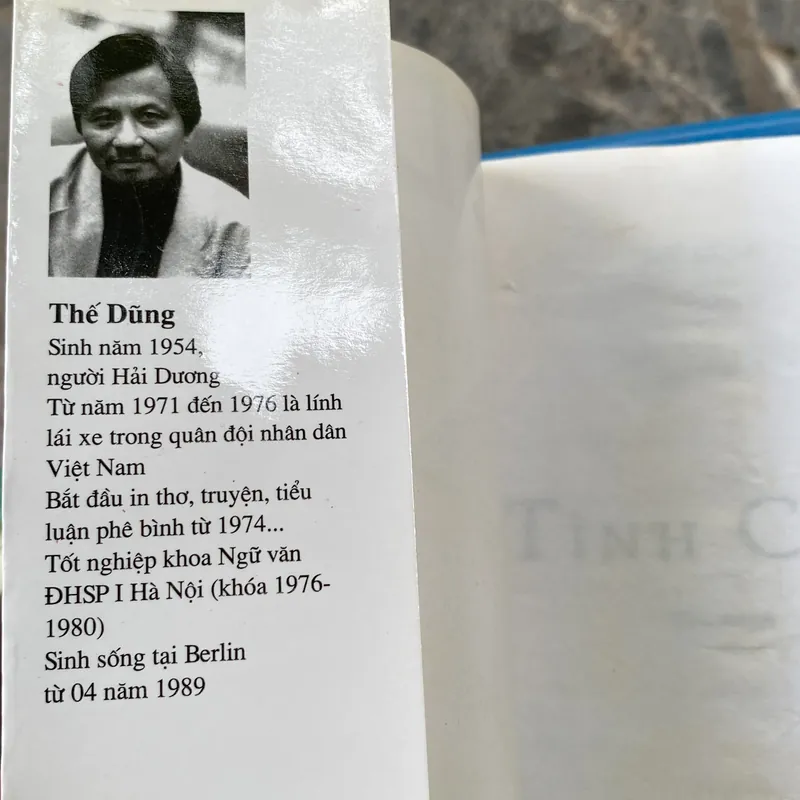 Thế Dũng
Sinh năm 1954,
người Hải Dương
Từ năm 1971 đến 1976 là lính
lái xe trong quân đội nhân dân
Việt Nam
Bắt đầu in thơ, truyện, tiểu
luận phê bình từ 1974...
Tốt nghiệp khoa Ngữ văn
ĐHSP I Hà Nội (khóa 1976-
1980)
Sinh sống tại Berlin
từ 04 năm 1989
TÌNH C